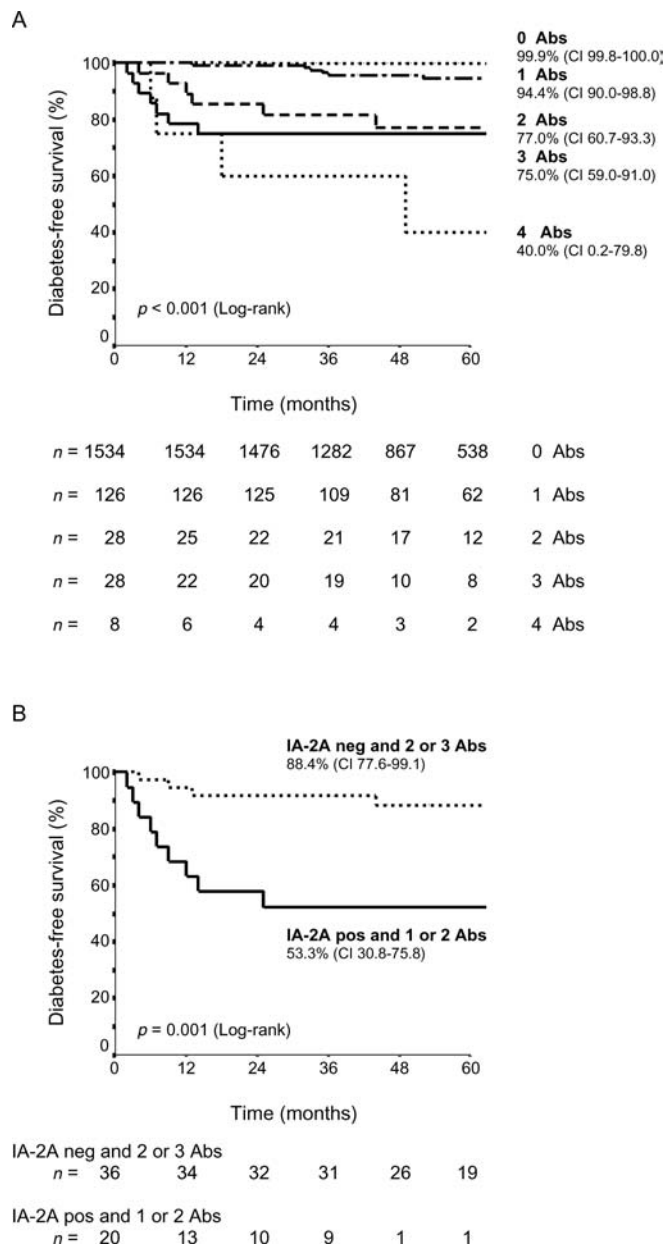 A
0 Abs
99.9% (CI 99.8-100.0)
1 Abs
94.4% (CI 90.0-98.8)
2 Abs
77.0% (CI 60.7-93.3)
3 Abs
75.0% (CI 59.0-91.0)
4 Abs
40.0% (CI 0.2-79.8)
Diabetes-free survival (%)
100
80
60
40
20
0
p < 0.001 (Log-rank)
0 12 24 36 48 60
Time (months)
n = 1534 1534 1476 1282 867 538 0 Abs
n = 126 126 125 109 81 62 1 Abs
n = 28 25 22 21 17 12 2 Abs
n = 28 22 20 19 10 8 3 Abs
n = 8 6 4 4 3 2 4 Abs
B
IA-2A neg and 2 or 3 Abs
88.4% (CI 77.6-99.1)
Diabetes-free survival (%)
100
80
60
40
20
0
IA-2A pos and 1 or 2 Abs
53.3% (CI 30.8-75.8)
p = 0.001 (Log-rank)
0 12 24 36 48 60
Time (months)
IA-2A neg and 2 or 3 Abs
n = 36 34 32 31 26 19
IA-2A pos and 1 or 2 Abs
n = 20 13 10 9 1 1